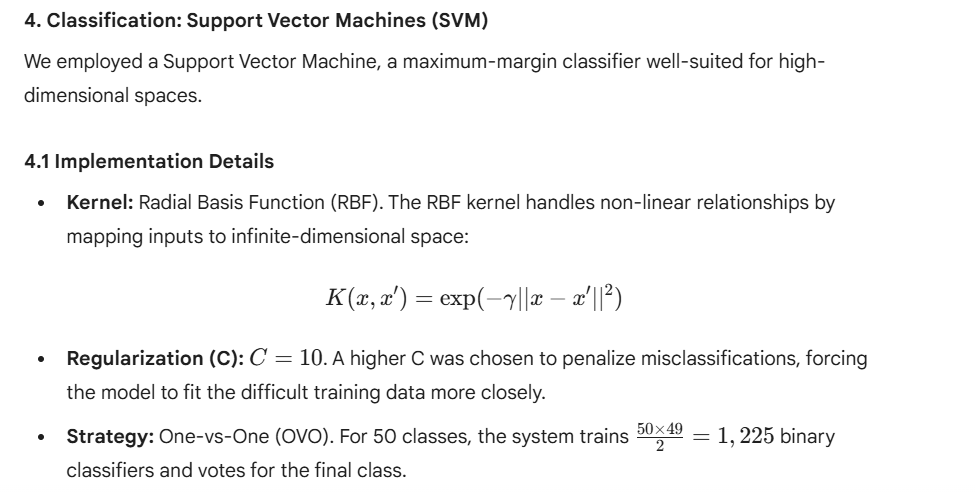 4. Classification: Support Vector Machines (SVM)
We employed a Support Vector Machine, a maximum-margin classifier well-suited for high-
dimensional spaces.
4.1 Implementation Details
• Kernel: Radial Basis Function (RBF). The RBF kernel handles non-linear relationships by
mapping inputs to infinite-dimensional space:
K(x, x′) = exp(−γ||x − x′||²)
• Regularization (C): C = 10. A higher C was chosen to penalize misclassifications, forcing
the model to fit the difficult training data more closely.
• Strategy: One-vs-One (OVO). For 50 classes, the system trains 50×49/2 = 1,225 binary
classifiers and votes for the final class.